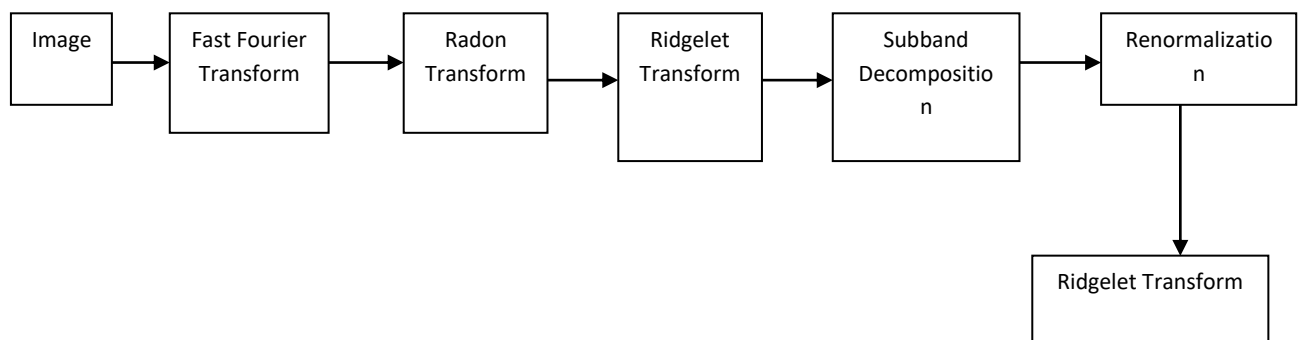 Image
Fast Fourier
Transform
Radon
Transform
Ridgelet
Transform
Subband
Decompositio
n
Renormalizatio
n
Ridgelet Transform